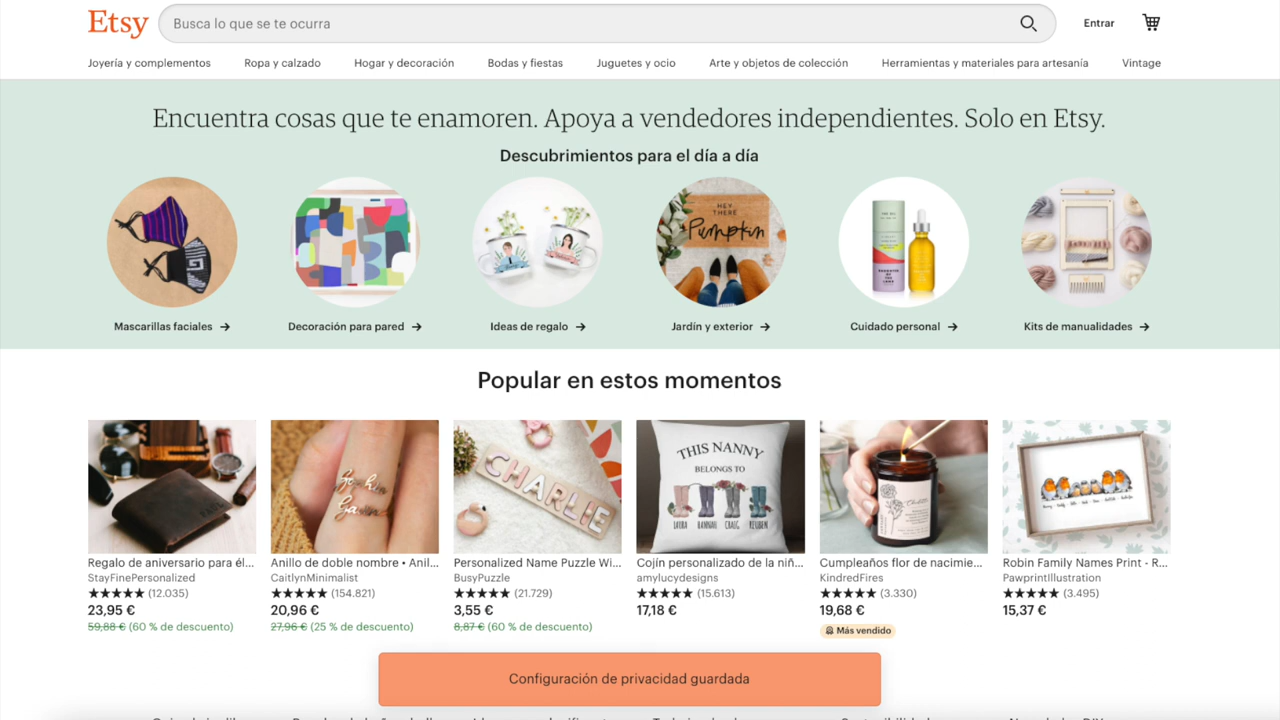 Etsy
Busca lo que se te ocurra
Entrar
Joyería y complementos
Ropa y calzado
Hogar y decoración
Bodas y fiestas
Juguetes y ocio
Arte y objetos de colección
Herramientas y materiales para artesanía
Vintage
Encuentra cosas que te enamoren. Apoya a vendedores independientes. Solo en Etsy.
Descubrimientos para el día a día
HEY
THERE
Pumpkin
Mascarillas faciales →
Decoración para pared →
Ideas de regalo →
Jardín y exterior →
Cuidado personal →
Kits de manualidades →
Popular en estos momentos
CHARLIE
THIS NANNY
BELONGS TO
LAURA HANNAH CRAIG REUBEN
Regalo de aniversario para él...
StayFinePersonalized
★★★★★ (12.035)
23,95 €
59,88 € (60 % de descuento)
Anillo de doble nombre • Anil...
CaitlynMinimalist
★★★★★ (154.821)
20,96 €
27,96 € (25 % de descuento)
Personalized Name Puzzle Wi...
BusyPuzzle
★★★★★ (21.729)
3,55 €
8,87 € (60 % de descuento)
Cojín personalizado de la niñ...
amylucydesigns
★★★★★ (15.613)
17,18 €
Cumpleaños flor de nacimie...
KindredFires
★★★★★ (3.330)
19,68 €
Más vendido
Robin Family Names Print - R...
PawprintIllustration
★★★★★ (3.495)
15,37 €
Configuración de privacidad guardada